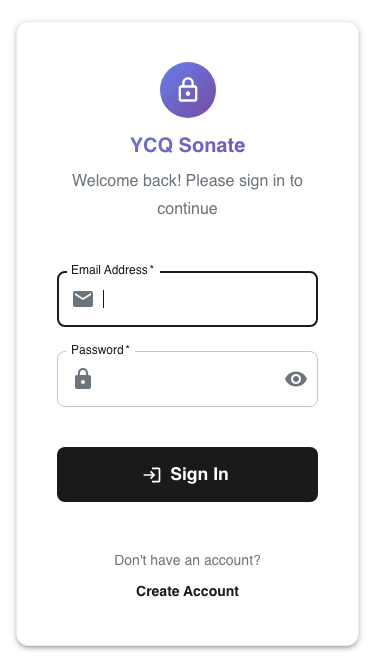 YCQ Sonate
Welcome back! Please sign in to
continue
Email Address *
Password *
Sign In
Don't have an account?
Create Account